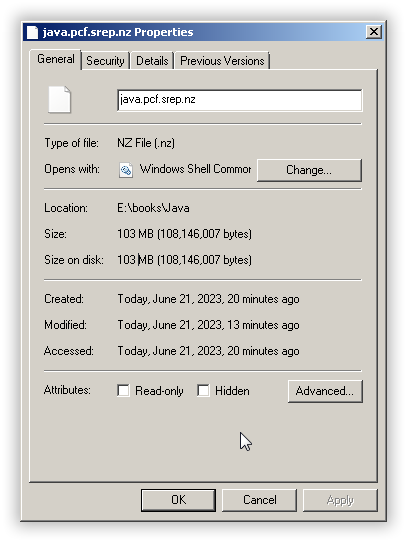 java.pcf.srep.nz Properties
General Security Details Previous Versions
java.pcf.srep.nz
Type of file: NZ File (.nz)
Opens with: Windows Shell Common Change...
Location: E:\books\Java
Size: 103 MB (108,146,007 bytes)
Size on disk: 103 MB (108,146,007 bytes)
Created: Today, June 21, 2023, 20 minutes ago
Modified: Today, June 21, 2023, 13 minutes ago
Accessed: Today, June 21, 2023, 20 minutes ago
Attributes: Read-only Hidden Advanced...
OK Cancel Apply